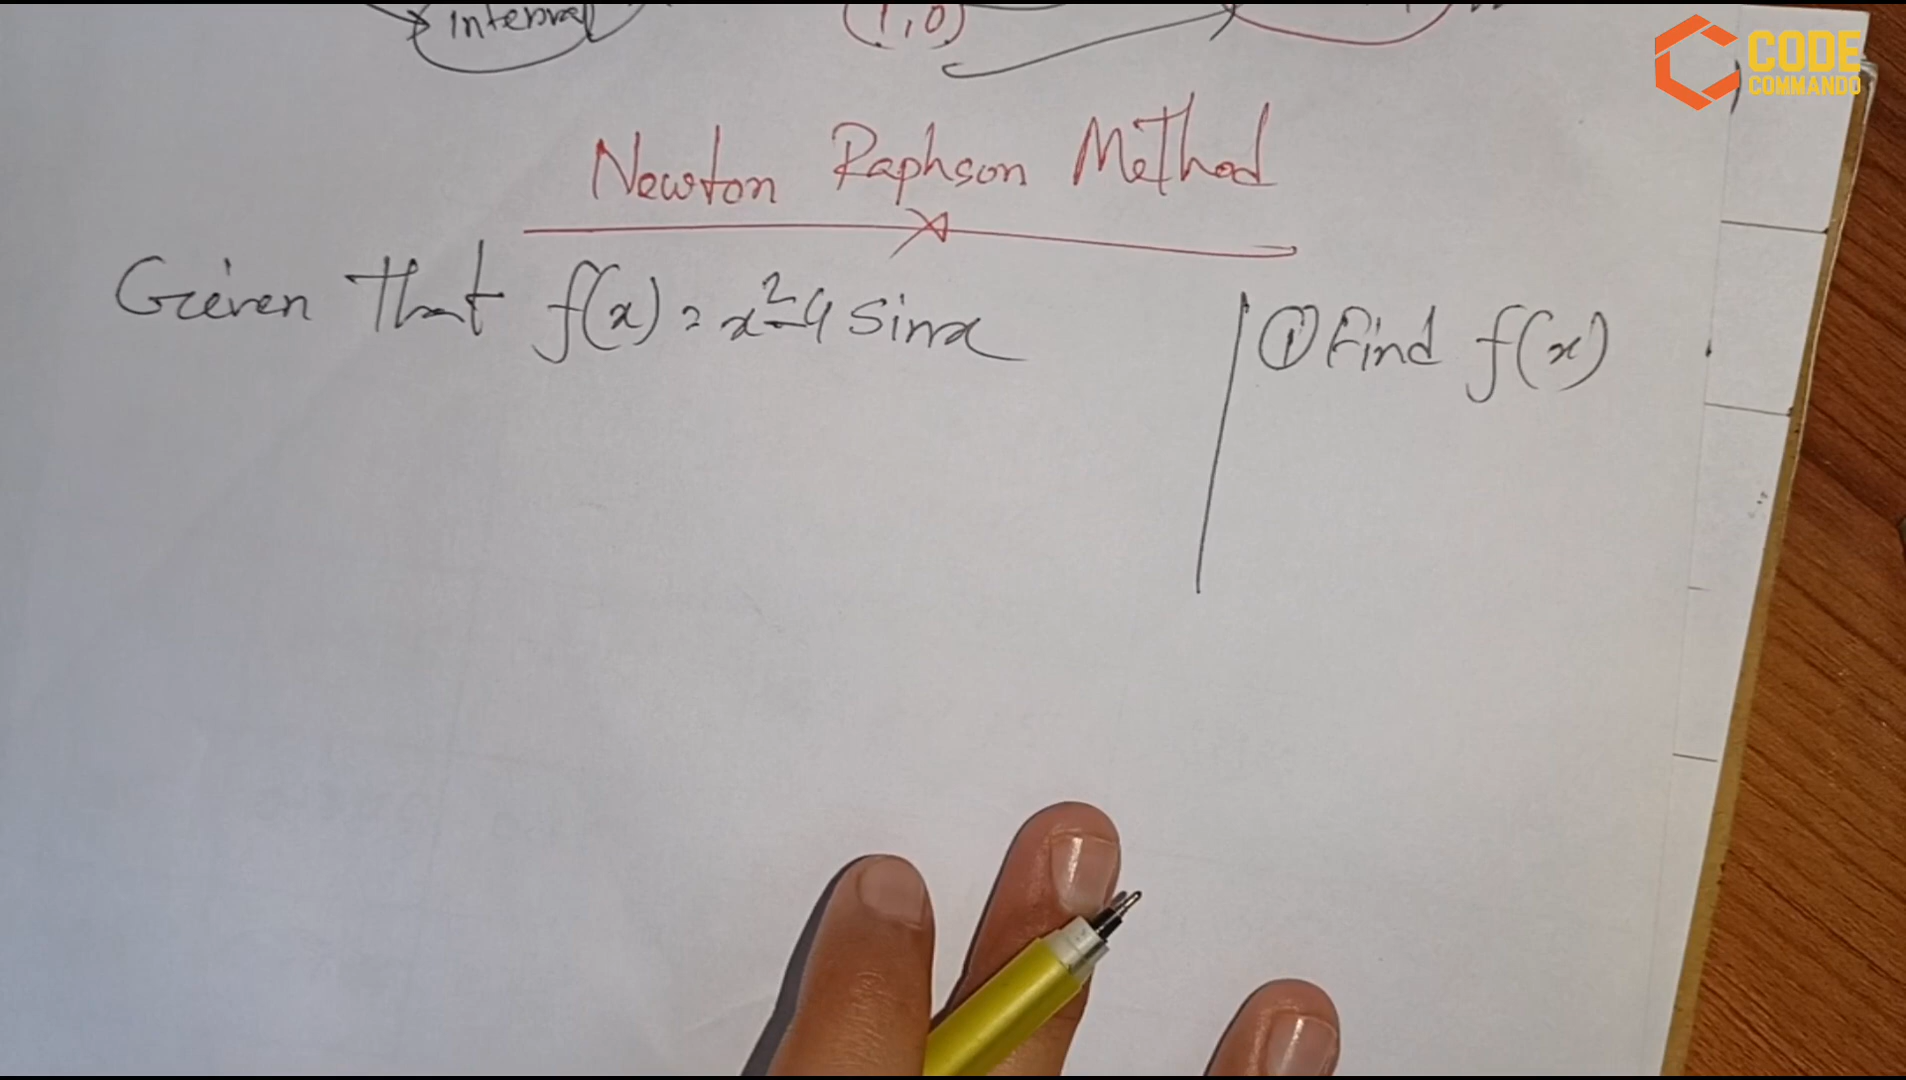 interval
(1,0)
CODE
COMMANDO
Newton Raphson Method
Given that f(x) = x²-4 sinx
① Find f(x)